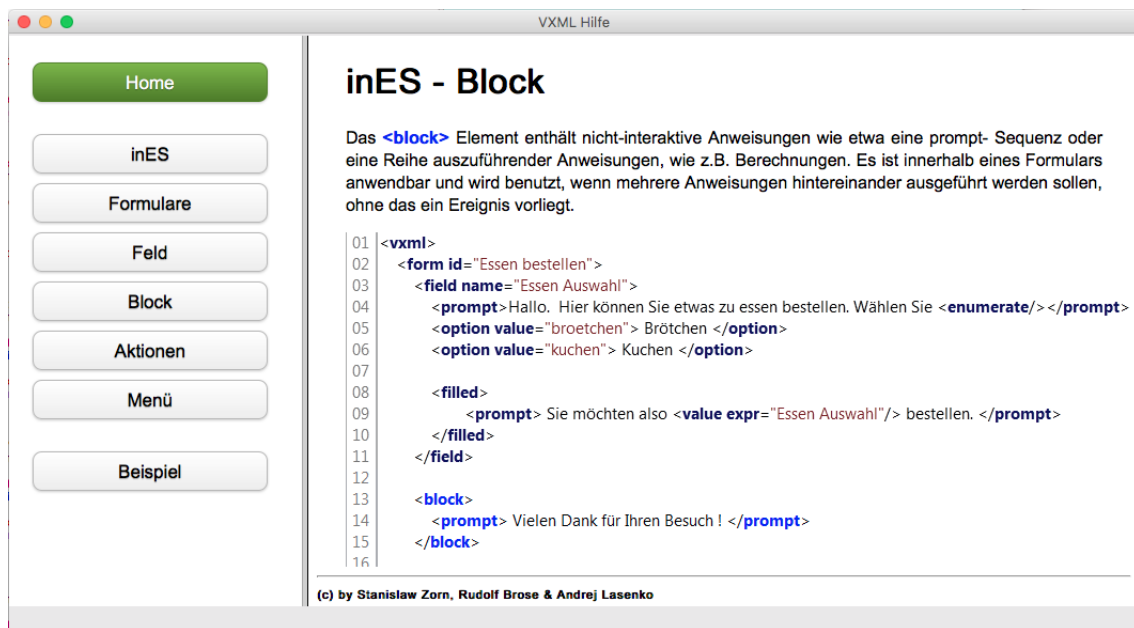 VXML Hilfe
Home
inES
Formulare
Feld
Block
Aktionen
Menü
Beispiel
inES - Block
Das <block> Element enthält nicht-interaktive Anweisungen wie etwa eine prompt- Sequenz oder
eine Reihe auszuführender Anweisungen, wie z.B. Berechnungen. Es ist innerhalb eines Formulars
anwendbar und wird benutzt, wenn mehrere Anweisungen hintereinander ausgeführt werden sollen,
ohne das ein Ereignis vorliegt.
01 <vxml>
02 <form id="Essen bestellen">
03 <field name="Essen Auswahl">
04 <prompt>Hallo. Hier können Sie etwas zu essen bestellen. Wählen Sie <enumerate/></prompt>
05 <option value="broetchen"> Brötchen </option>
06 <option value="kuchen"> Kuchen </option>
07
08 <filled>
09 <prompt> Sie möchten also <value expr="Essen Auswahl"/> bestellen. </prompt>
10 </filled>
11 </field>
12
13 <block>
14 <prompt> Vielen Dank für Ihren Besuch ! </prompt>
15 </block>
16
(c) by Stanislaw Zorn, Rudolf Brose & Andrej Lasenko